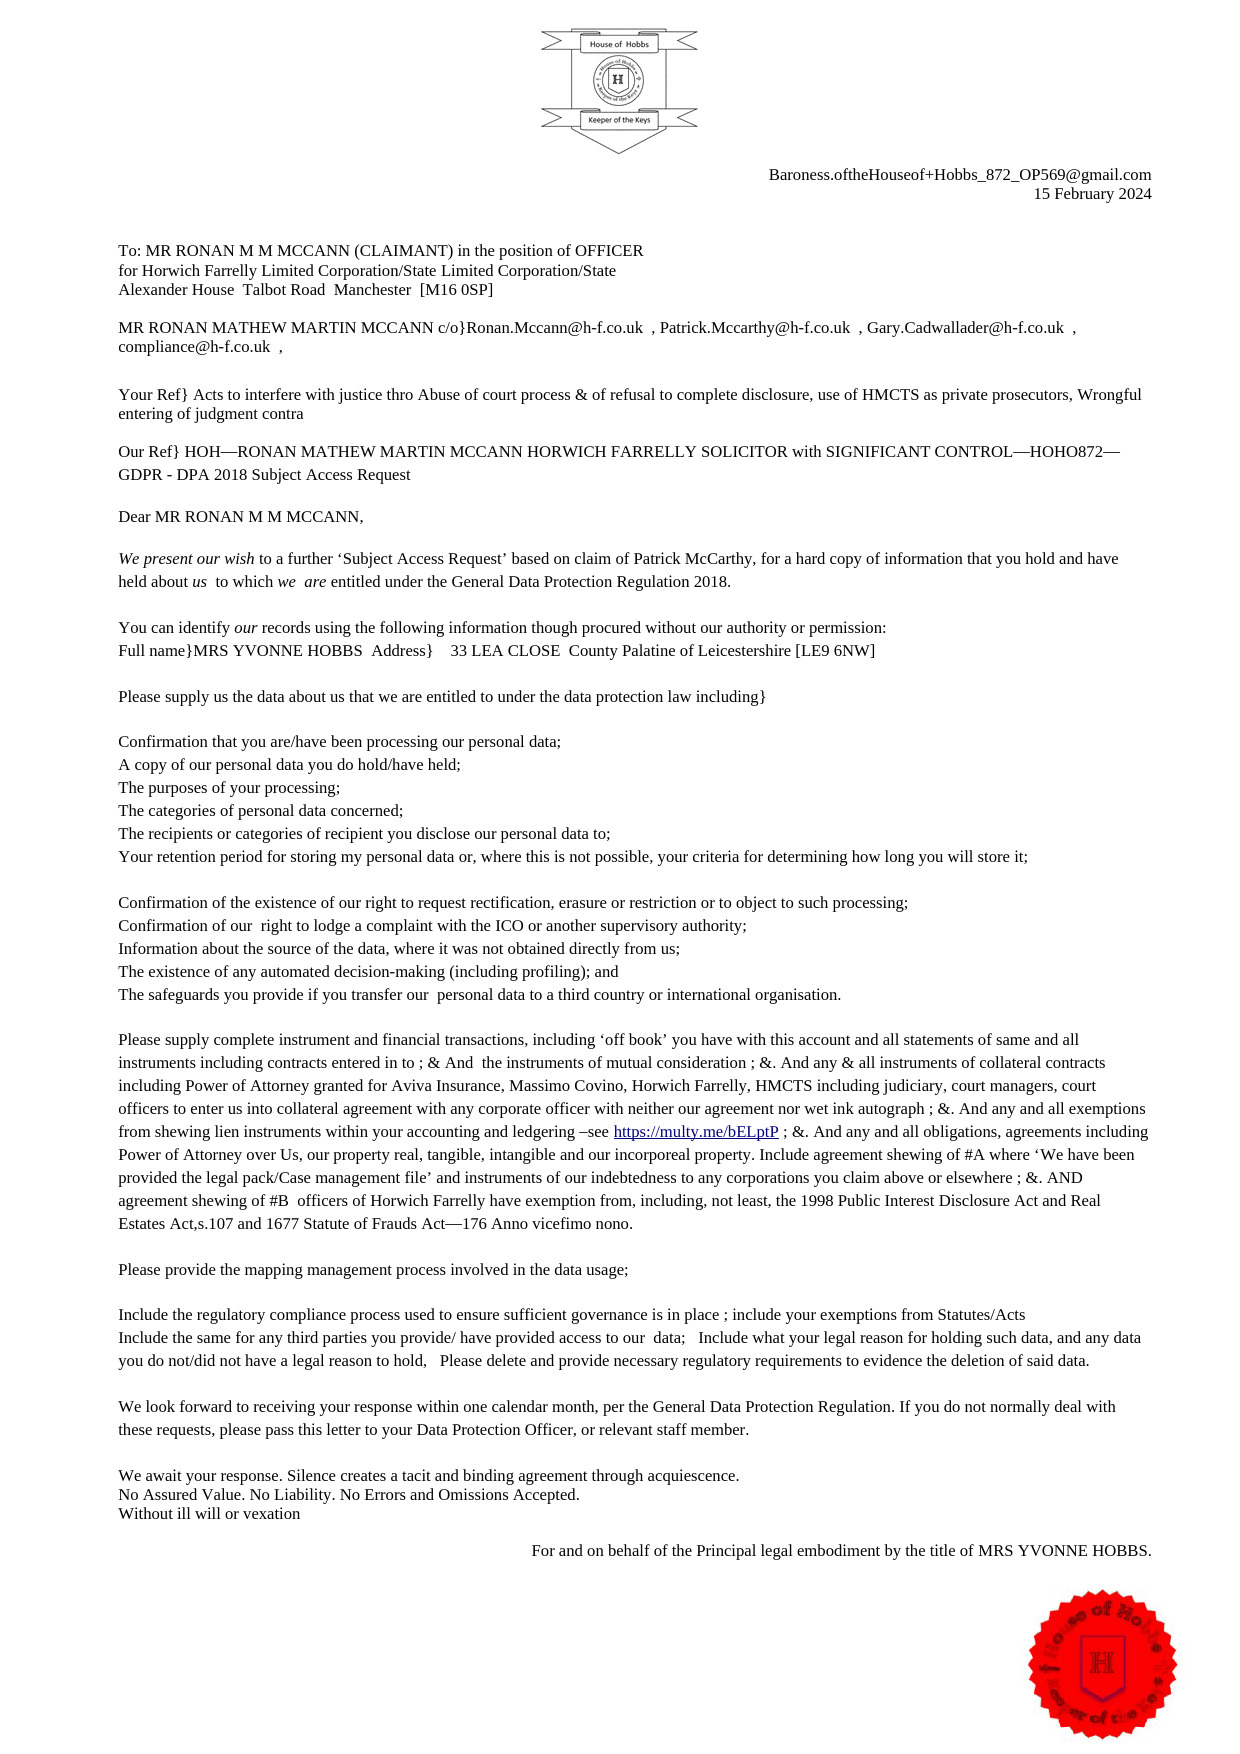 House of Hobbs
House of Hobbs
H
Keeper of the Keys
Keeper of the Keys
Baroness.oftheHouseof+Hobbs_872_OP569@gmail.com
15 February 2024
To: MR RONAN M M MCCANN (CLAIMANT) in the position of OFFICER
for Horwich Farrelly Limited Corporation/State Limited Corporation/State
Alexander House  Talbot Road  Manchester  [M16 0SP]
MR RONAN MATHEW MARTIN MCCANN c/o}Ronan.Mccann@h-f.co.uk  , Patrick.Mccarthy@h-f.co.uk  , Gary.Cadwallader@h-f.co.uk  ,
compliance@h-f.co.uk  ,
Your Ref} Acts to interfere with justice thro Abuse of court process & of refusal to complete disclosure, use of HMCTS as private prosecutors, Wrongful
entering of judgment contra
Our Ref} HOH—RONAN MATHEW MARTIN MCCANN HORWICH FARRELLY SOLICITOR with SIGNIFICANT CONTROL—HOHO872—
GDPR - DPA 2018 Subject Access Request
Dear MR RONAN M M MCCANN,
We present our wish to a further ‘Subject Access Request’ based on claim of Patrick McCarthy, for a hard copy of information that you hold and have
held about us  to which we  are entitled under the General Data Protection Regulation 2018.
You can identify our records using the following information though procured without our authority or permission:
Full name}MRS YVONNE HOBBS  Address}    33 LEA CLOSE  County Palatine of Leicestershire [LE9 6NW]
Please supply us the data about us that we are entitled to under the data protection law including}
Confirmation that you are/have been processing our personal data;
A copy of our personal data you do hold/have held;
The purposes of your processing;
The categories of personal data concerned;
The recipients or categories of recipient you disclose our personal data to;
Your retention period for storing my personal data or, where this is not possible, your criteria for determining how long you will store it;
Confirmation of the existence of our right to request rectification, erasure or restriction or to object to such processing;
Confirmation of our  right to lodge a complaint with the ICO or another supervisory authority;
Information about the source of the data, where it was not obtained directly from us;
The existence of any automated decision-making (including profiling); and
The safeguards you provide if you transfer our  personal data to a third country or international organisation.
Please supply complete instrument and financial transactions, including ‘off book’ you have with this account and all statements of same and all
instruments including contracts entered in to ; & And  the instruments of mutual consideration ; &. And any & all instruments of collateral contracts
including Power of Attorney granted for Aviva Insurance, Massimo Covino, Horwich Farrelly, HMCTS including judiciary, court managers, court
officers to enter us into collateral agreement with any corporate officer with neither our agreement nor wet ink autograph ; &. And any and all exemptions
from shewing lien instruments within your accounting and ledgering –see https://multy.me/bELptP ; &. And any and all obligations, agreements including
Power of Attorney over Us, our property real, tangible, intangible and our incorporeal property. Include agreement shewing of #A where ‘We have been
provided the legal pack/Case management file’ and instruments of our indebtedness to any corporations you claim above or elsewhere ; &. AND
agreement shewing of #B  officers of Horwich Farrelly have exemption from, including, not least, the 1998 Public Interest Disclosure Act and Real
Estates Act,s.107 and 1677 Statute of Frauds Act—176 Anno vicefimo nono.
Please provide the mapping management process involved in the data usage;
Include the regulatory compliance process used to ensure sufficient governance is in place ; include your exemptions from Statutes/Acts
Include the same for any third parties you provide/ have provided access to our  data;   Include what your legal reason for holding such data, and any data
you do not/did not have a legal reason to hold,   Please delete and provide necessary regulatory requirements to evidence the deletion of said data.
We look forward to receiving your response within one calendar month, per the General Data Protection Regulation. If you do not normally deal with
these requests, please pass this letter to your Data Protection Officer, or relevant staff member.
We await your response. Silence creates a tacit and binding agreement through acquiescence.
No Assured Value. No Liability. No Errors and Omissions Accepted.
Without ill will or vexation
For and on behalf of the Principal legal embodiment by the title of MRS YVONNE HOBBS.
House of Hobbs
H
Keeper of the Keys